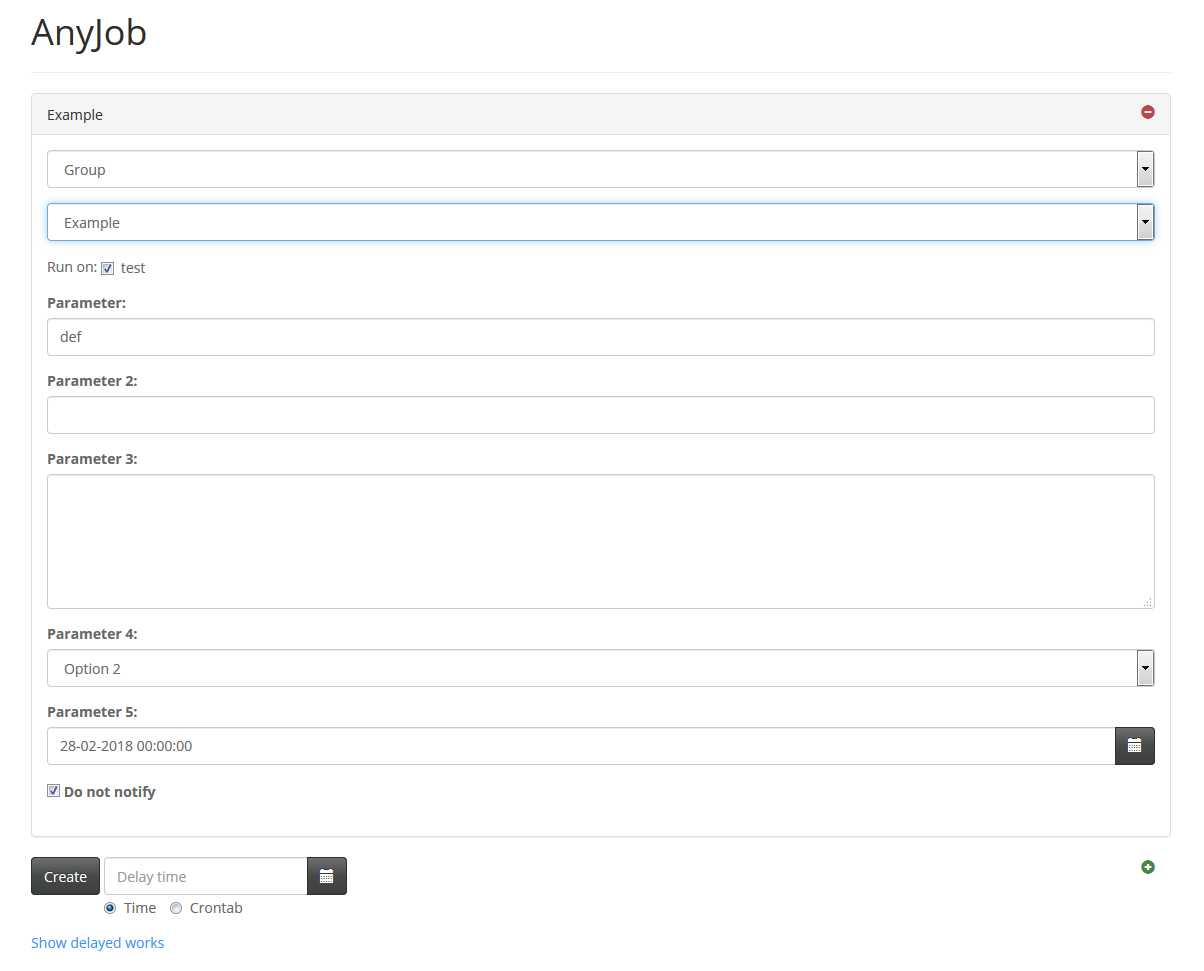 AnyJob
Example
Group
Example
Run on: test
Parameter:
def
Parameter 2:
Parameter 3:
Parameter 4:
Option 2
Parameter 5:
28-02-2018 00:00:00
Do not notify
Create Delay time
Time Crontab
Show delayed works